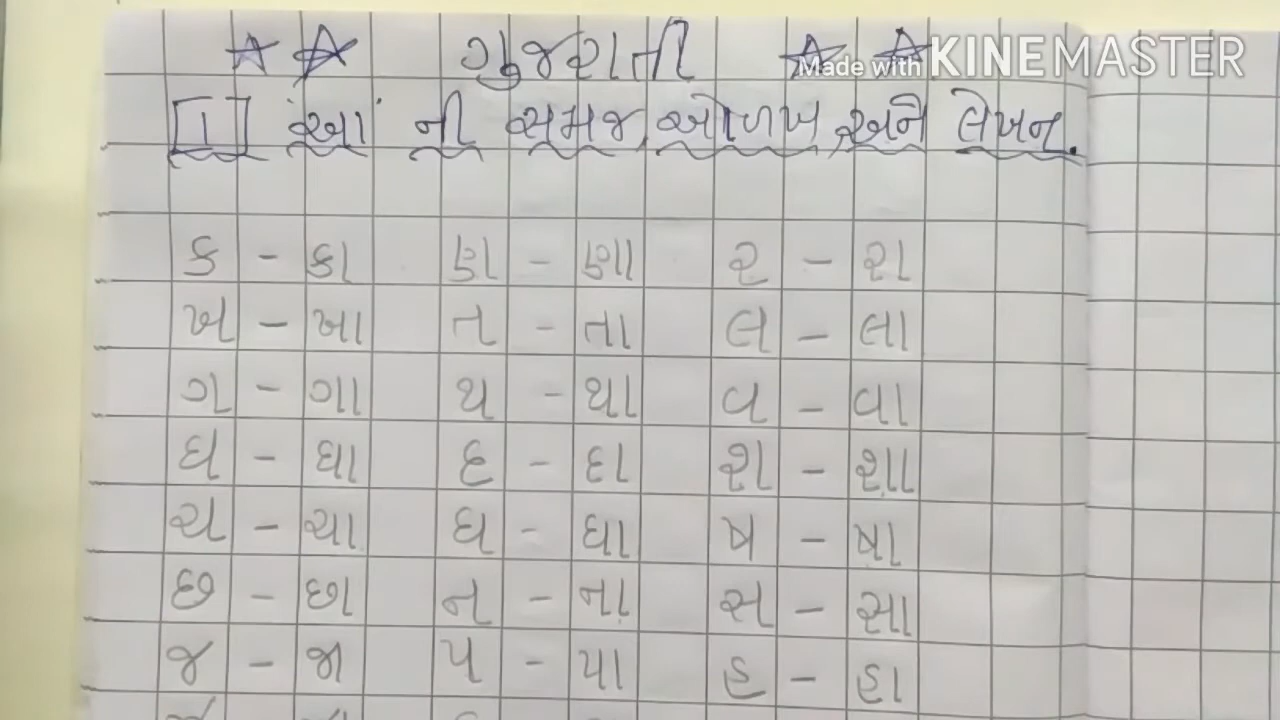 ☆ ☆ ગુજરાતી ☆ ☆
Made with KINEMASTER
1 'આ' ની સમજ, ઓળખ અને લેખન.
ક - કા ણ - ણા ર - રા
ખ - ખા ત - તા લ - લા
ગ - ગા થ - થા વ - વા
ઘ - ઘા દ - દા શ - શા
ચ - ચા ધ - ધા ષ - ષા
છ - છા ન - ના સ - સા
જ - જા પ - પા હ - હા